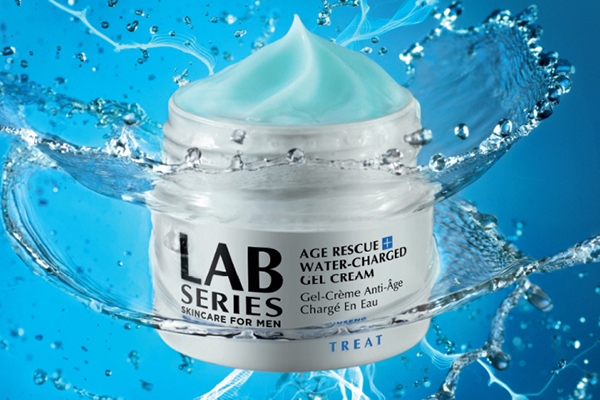 LAB
SERIES
SKINCARE FOR MEN
AGE RESCUE+
WATER-CHARGED
GEL CREAM
Gel-Crème Anti-Âge
Chargé En Eau
TREAT